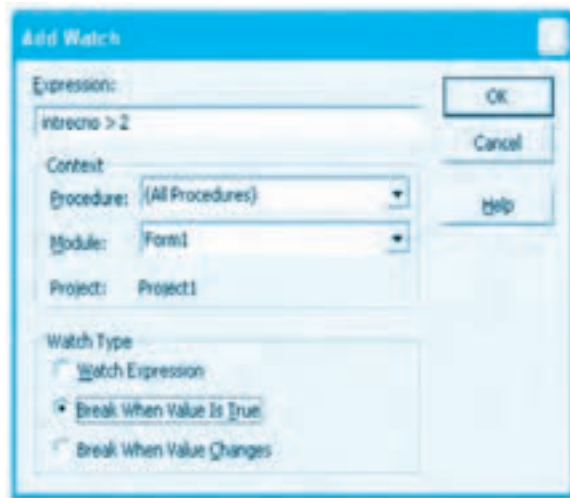 Add Watch
Expression:
OK
intrecno > 2
Cancel
Context
Procedure: (All Procedures)
Help
Module: Form1
Project: Project1
Watch Type
Watch Expression
Break When Value Is True
Break When Value Changes